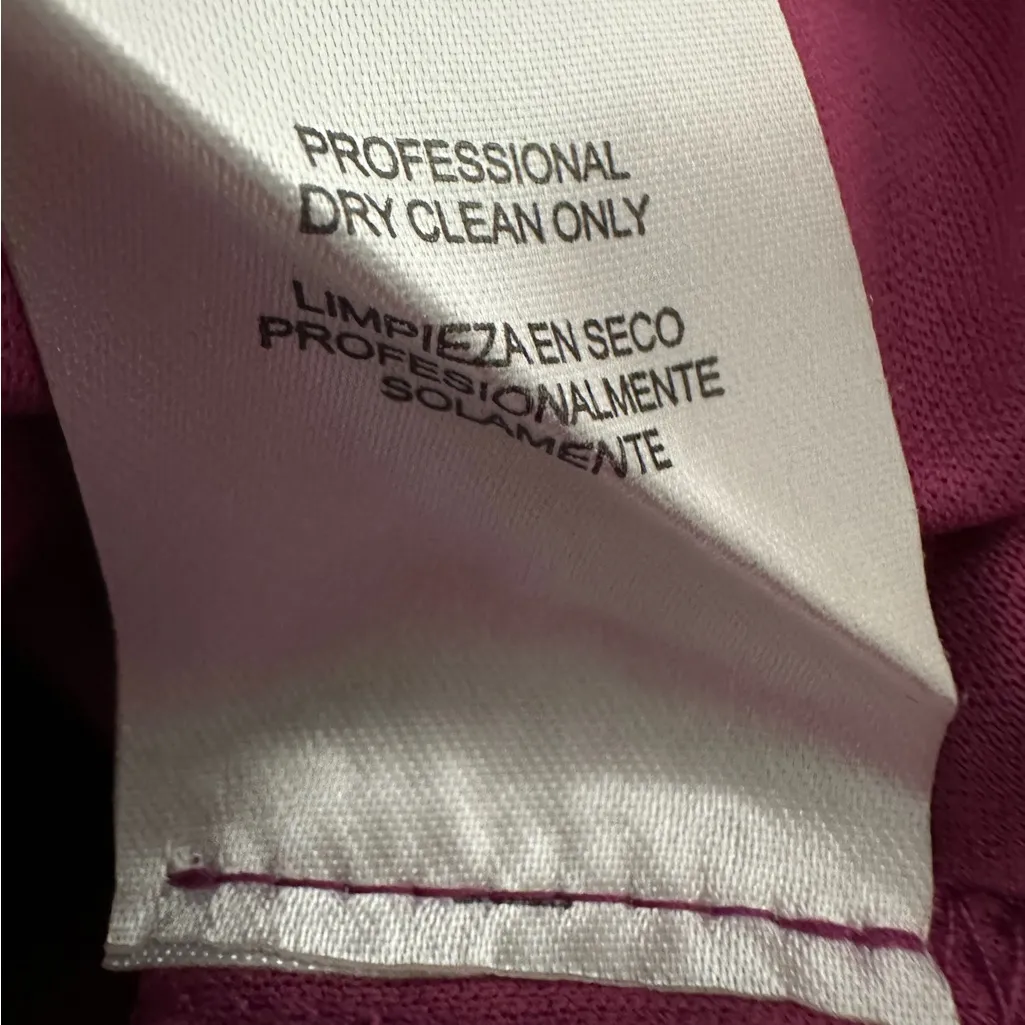 PROFESSIONAL
DRY CLEAN ONLY
LIMPIEZA EN SECO
PROFESIONALMENTE
SOLAMENTE